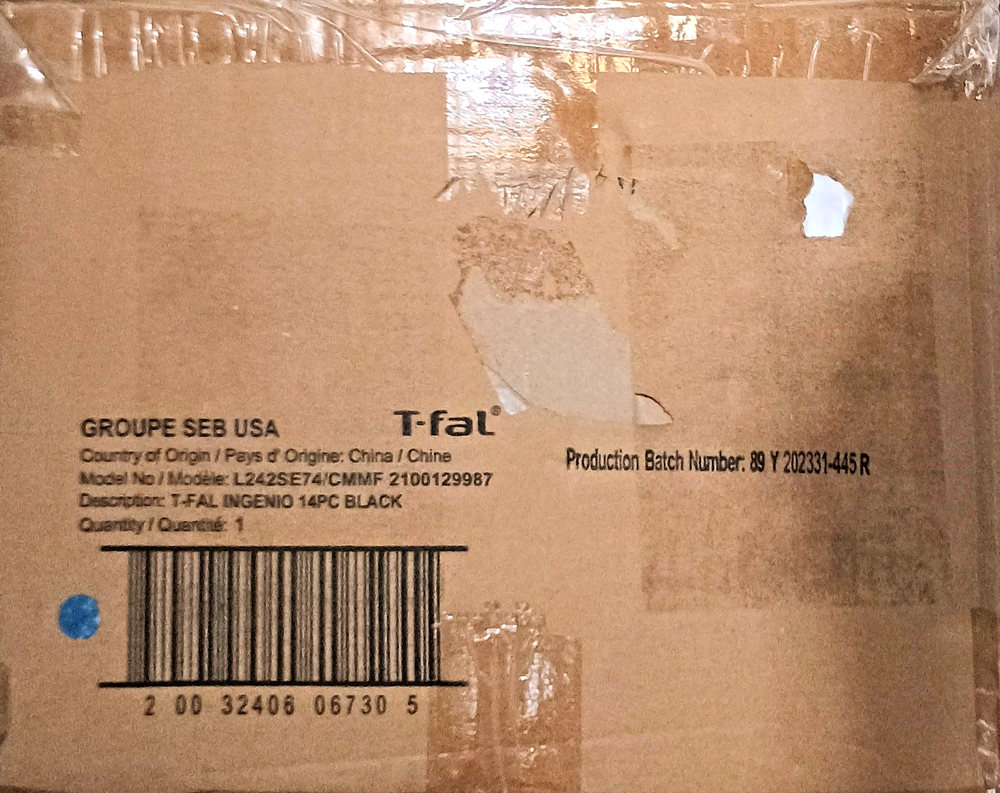 GROUPE SEB USA
T-fal®
Country of Origin / Pays d' Origine: China / Chine
Model No / Modèle: L242SE74/CMMF 2100129987
Description: T-FAL INGENIO 14PC BLACK
Quantity / Quantité: 1
Production Batch Number: 89 Y 202331-445 R
2 00 32406 06730 5